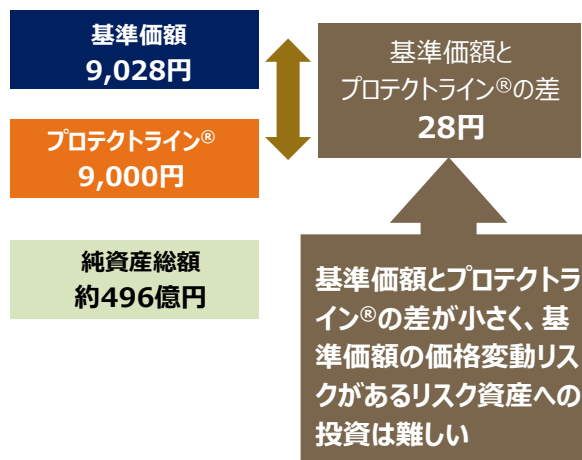 基準価額
9,028円
基準価額と
プロテクトライン®の差
28円
プロテクトライン®
9,000円
純資産総額
約496億円
基準価額とプロテクトラ
イン®の差が小さく、基
準価額の価格変動リス
クがあるリスク資産への
投資は難しい